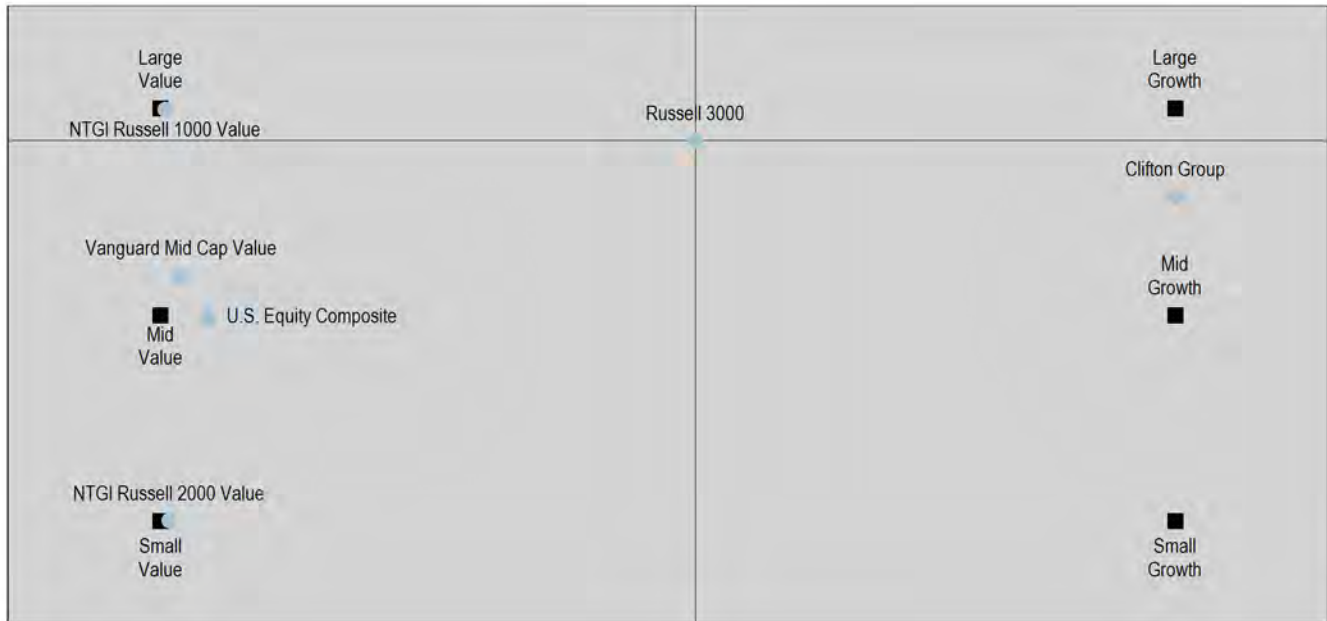 Large
Value
NTGI Russell 1000 Value
Large
Growth
Russell 3000
Clifton Group
Vanguard Mid Cap Value
U.S. Equity Composite
Mid
Value
Mid
Growth
NTGI Russell 2000 Value
Small
Value
Small
Growth